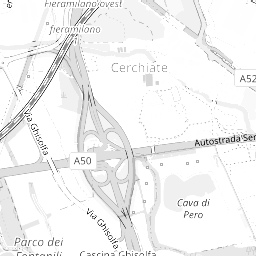 Fieramilano ovest
fieramilano
Cerchiate
A52
Via Ghisolfa
Autostrada Ser
A50
Cava di
Pero
Via Ghisolfa
Parco dei
Fontanili
Cascina Ghisolfa